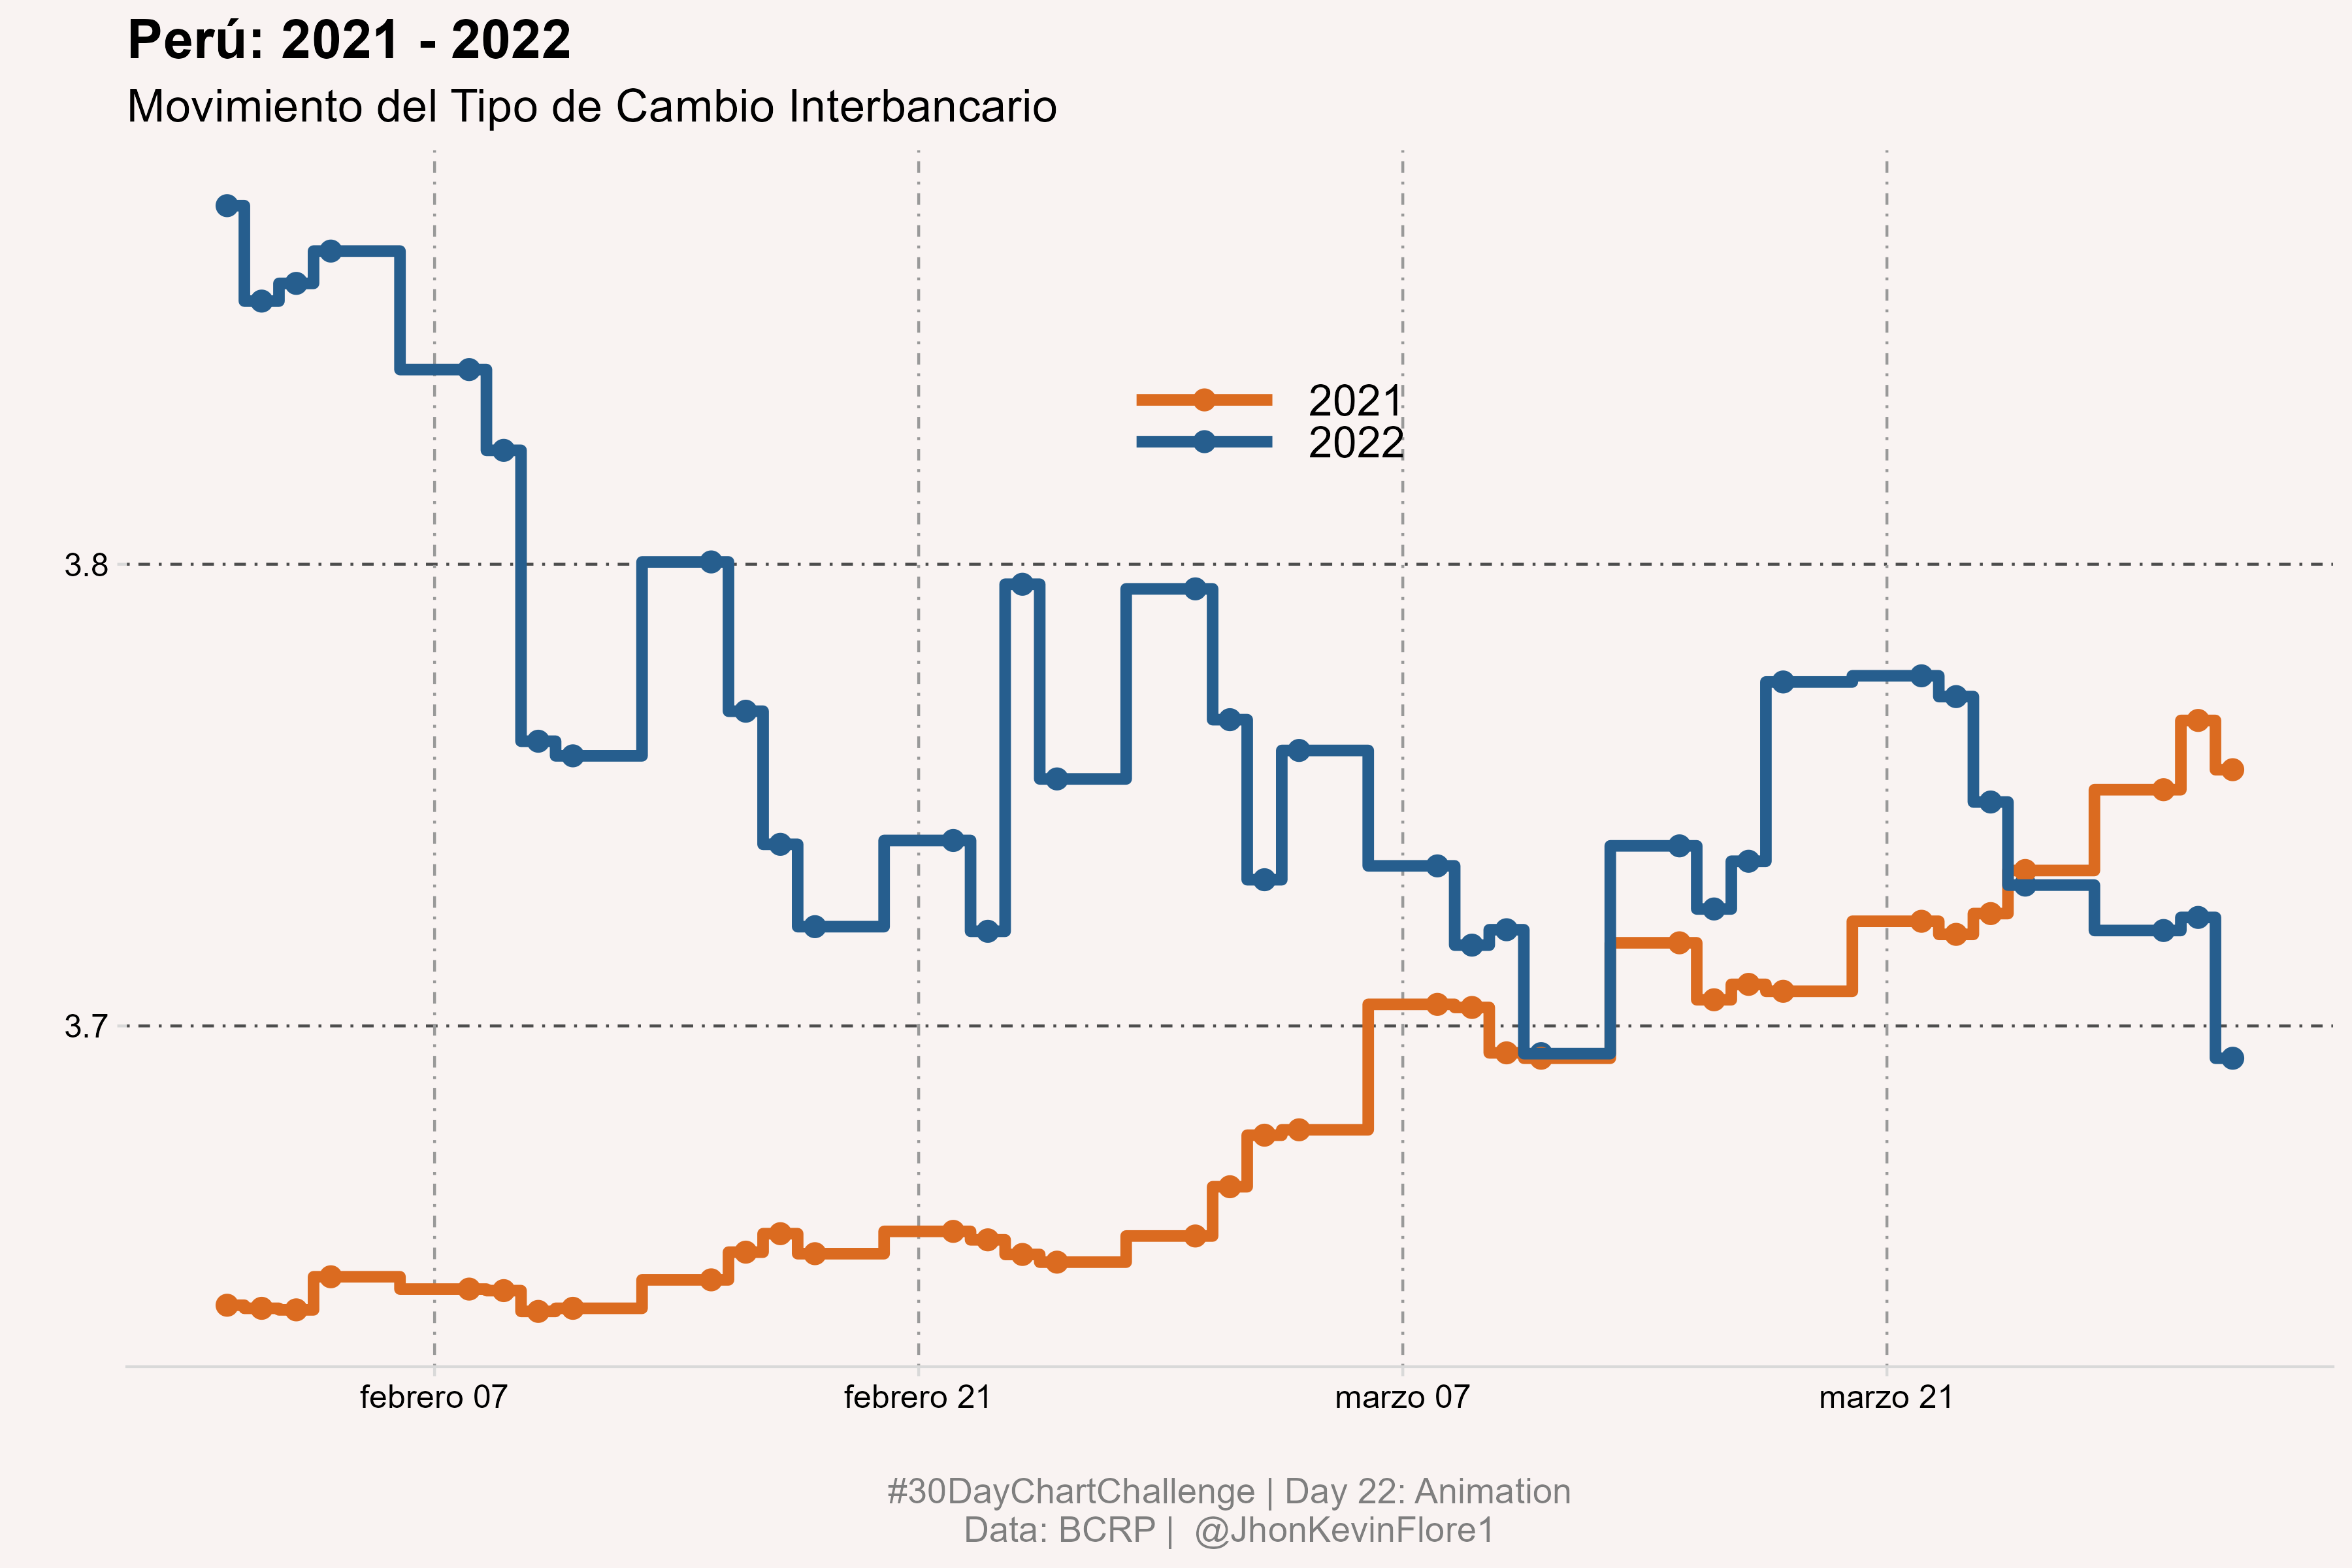 Perú: 2021 - 2022
Movimiento del Tipo de Cambio Interbancario
2021
2022
3.8
3.7
febrero 07
febrero 21
marzo 07
marzo 21
#30DayChartChallenge | Day 22: Animation
Data: BCRP | @JhonKevinFlore1